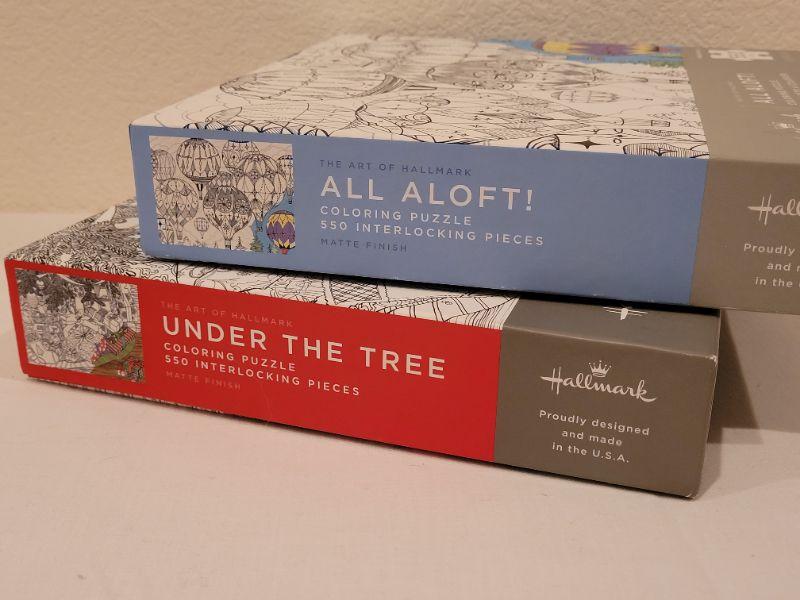 THE ART OF HALLMARK
ALL ALOFT!
COLORING PUZZLE
550 INTERLOCKING PIECES
MATTE FINISH
ALL ALOFT!
Proudly
and
in the
THE ART OF HALLMARK
UNDER THE TREE
COLORING PUZZLE
550 INTERLOCKING PIECES
MATTE FINISH
Hallmark
Proudly designed
and made
in the U.S.A.